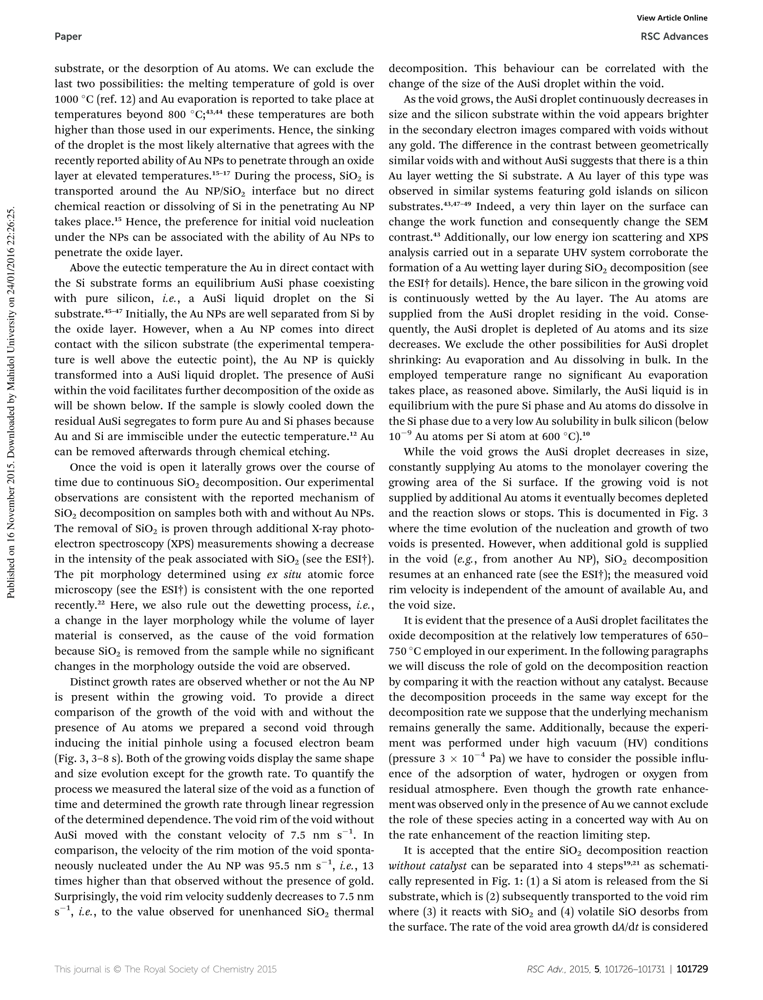 View Article Online
Paper
RSC Advances
substrate, or the desorption of Au atoms. We can exclude the
last two possibilities: the melting temperature of gold is over
1000 °C (ref. 12) and Au evaporation is reported to take place at
temperatures beyond 800 °C;43,44 these temperatures are both
higher than those used in our experiments. Hence, the sinking
of the droplet is the most likely alternative that agrees with the
recently reported ability of Au NPs to penetrate through an oxide
layer at elevated temperatures.15–17 During the process, SiO2 is
transported around the Au NP/SiO2 interface but no direct
chemical reaction or dissolving of Si in the penetrating Au NP
takes place.15 Hence, the preference for initial void nucleation
under the NPs can be associated with the ability of Au NPs to
penetrate the oxide layer.
Above the eutectic temperature the Au in direct contact with
the Si substrate forms an equilibrium AuSi phase coexisting
with pure silicon, i.e., a AuSi liquid droplet on the Si
substrate.45–47 Initially, the Au NPs are well separated from Si by
the oxide layer. However, when a Au NP comes into direct
contact with the silicon substrate (the experimental tempera-
ture is well above the eutectic point), the Au NP is quickly
transformed into a AuSi liquid droplet. The presence of AuSi
within the void facilitates further decomposition of the oxide as
will be shown below. If the sample is slowly cooled down the
residual AuSi segregates to form pure Au and Si phases because
Au and Si are immiscible under the eutectic temperature.12 Au
can be removed afterwards through chemical etching.
Once the void is open it laterally grows over the course of
time due to continuous SiO2 decomposition. Our experimental
observations are consistent with the reported mechanism of
SiO2 decomposition on samples both with and without Au NPs.
The removal of SiO2 is proven through additional X-ray photo-
electron spectroscopy (XPS) measurements showing a decrease
in the intensity of the peak associated with SiO2 (see the ESI†).
The pit morphology determined using ex situ atomic force
microscopy (see the ESI†) is consistent with the one reported
recently.22 Here, we also rule out the dewetting process, i.e.,
a change in the layer morphology while the volume of layer
material is conserved, as the cause of the void formation
because SiO2 is removed from the sample while no significant
changes in the morphology outside the void are observed.
Distinct growth rates are observed whether or not the Au NP
is present within the growing void. To provide a direct
comparison of the growth of the void with and without the
presence of Au atoms we prepared a second void through
inducing the initial pinhole using a focused electron beam
(Fig. 3, 3–8 s). Both of the growing voids display the same shape
and size evolution except for the growth rate. To quantify the
process we measured the lateral size of the void as a function of
time and determined the growth rate through linear regression
of the determined dependence. The void rim of the void without
AuSi moved with the constant velocity of 7.5 nm s−1. In
comparison, the velocity of the rim motion of the void sponta-
neously nucleated under the Au NP was 95.5 nm s−1, i.e., 13
times higher than that observed without the presence of gold.
Surprisingly, the void rim velocity suddenly decreases to 7.5 nm
s−1, i.e., to the value observed for unenhanced SiO2 thermal
decomposition. This behaviour can be correlated with the
change of the size of the AuSi droplet within the void.
As the void grows, the AuSi droplet continuously decreases in
size and the silicon substrate within the void appears brighter
in the secondary electron images compared with voids without
any gold. The difference in the contrast between geometrically
similar voids with and without AuSi suggests that there is a thin
Au layer wetting the Si substrate. A Au layer of this type was
observed in similar systems featuring gold islands on silicon
substrates.43,47–49 Indeed, a very thin layer on the surface can
change the work function and consequently change the SEM
contrast.43 Additionally, our low energy ion scattering and XPS
analysis carried out in a separate UHV system corroborate the
formation of a Au wetting layer during SiO2 decomposition (see
the ESI† for details). Hence, the bare silicon in the growing void
is continuously wetted by the Au layer. The Au atoms are
supplied from the AuSi droplet residing in the void. Conse-
quently, the AuSi droplet is depleted of Au atoms and its size
decreases. We exclude the other possibilities for AuSi droplet
shrinking: Au evaporation and Au dissolving in bulk. In the
employed temperature range no significant Au evaporation
takes place, as reasoned above. Similarly, the AuSi liquid is in
equilibrium with the pure Si phase and Au atoms do dissolve in
the Si phase due to a very low Au solubility in bulk silicon (below
10−9 Au atoms per Si atom at 600 °C).10
While the void grows the AuSi droplet decreases in size,
constantly supplying Au atoms to the monolayer covering the
growing area of the Si surface. If the growing void is not
supplied by additional Au atoms it eventually becomes depleted
and the reaction slows or stops. This is documented in Fig. 3
where the time evolution of the nucleation and growth of two
voids is presented. However, when additional gold is supplied
in the void (e.g., from another Au NP), SiO2 decomposition
resumes at an enhanced rate (see the ESI†); the measured void
rim velocity is independent of the amount of available Au, and
the void size.
It is evident that the presence of a AuSi droplet facilitates the
oxide decomposition at the relatively low temperatures of 650–
750 °C employed in our experiment. In the following paragraphs
we will discuss the role of gold on the decomposition reaction
by comparing it with the reaction without any catalyst. Because
the decomposition proceeds in the same way except for the
decomposition rate we suppose that the underlying mechanism
remains generally the same. Additionally, because the experi-
ment was performed under high vacuum (HV) conditions
(pressure 3 × 10−4 Pa) we have to consider the possible influ-
ence of the adsorption of water, hydrogen or oxygen from
residual atmosphere. Even though the growth rate enhance-
ment was observed only in the presence of Au we cannot exclude
the role of these species acting in a concerted way with Au on
the rate enhancement of the reaction limiting step.
It is accepted that the entire SiO2 decomposition reaction
without catalyst can be separated into 4 steps19,21 as schemati-
cally represented in Fig. 1: (1) a Si atom is released from the Si
substrate, which is (2) subsequently transported to the void rim
where (3) it reacts with SiO2 and (4) volatile SiO desorbs from
the surface. The rate of the void area growth dA/dt is considered
Published on 16 November 2015. Downloaded by Mahidol University on 24/01/2016 22:26:25.
This journal is © The Royal Society of Chemistry 2015
RSC Adv., 2015, 5, 101726–101731 | 101729